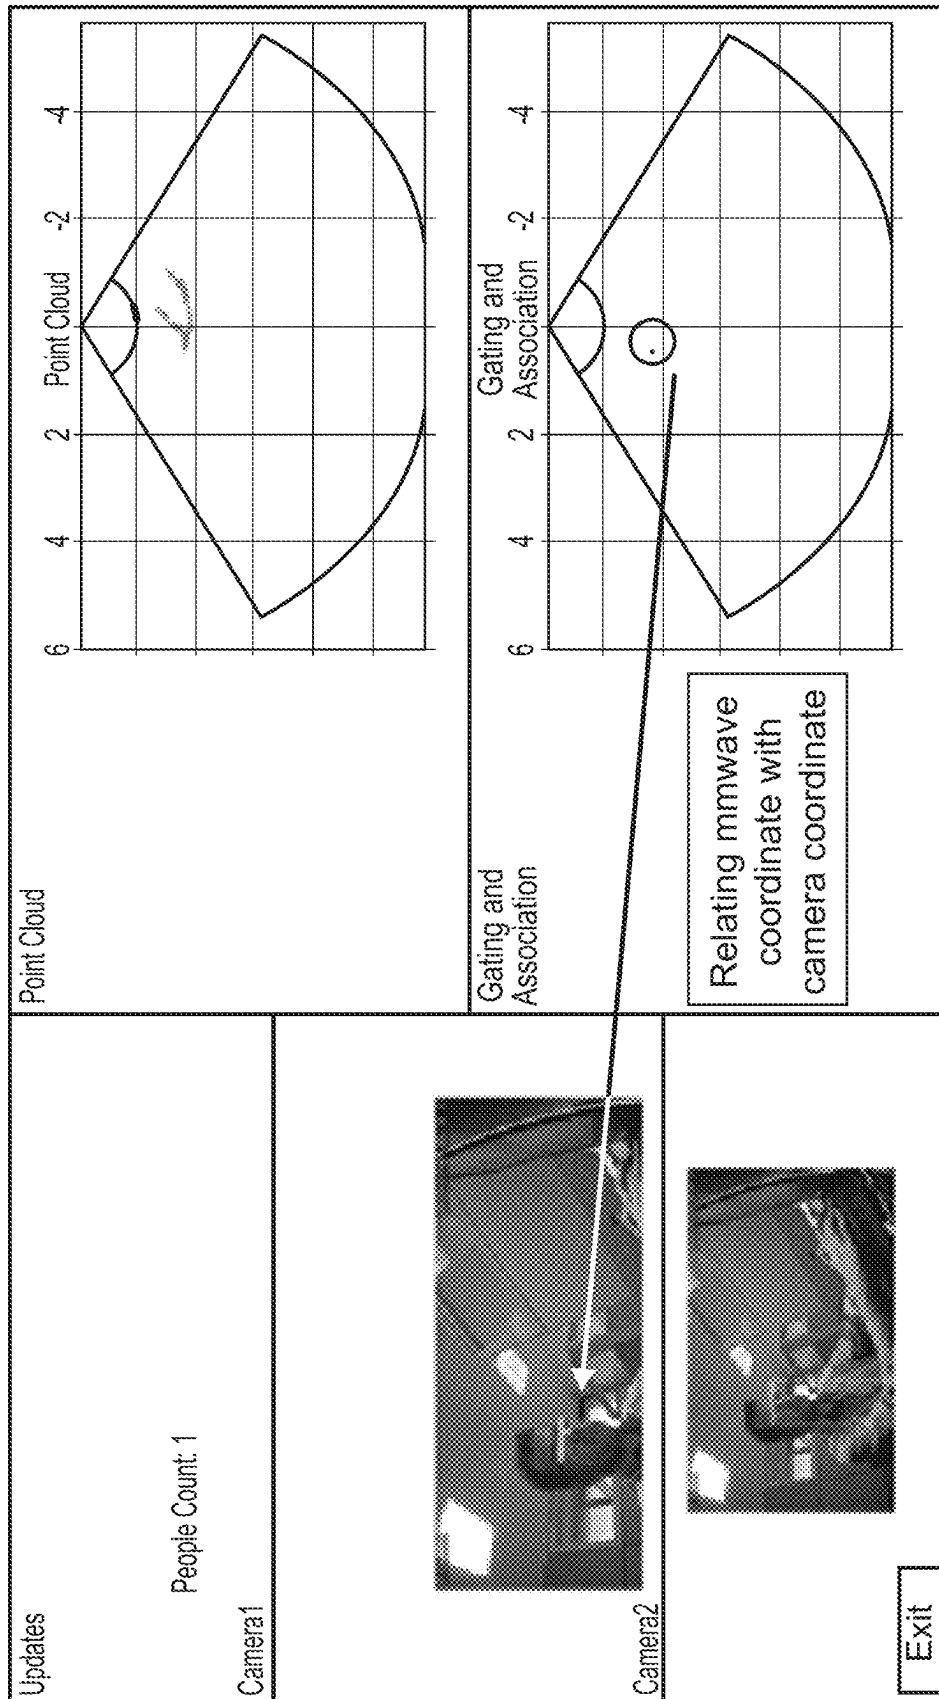 Updates
People Count: 1
Camera1
Camera2
Exit
Point Cloud
Point Cloud
6 4 2 -2 -4
Gating and
Association
Gating and
Association
6 4 2 -2 -4
Relating mmwave
coordinate with
camera coordinate